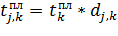 t_{j,k}^{пл} = t_k^{пл} * d_{j,k}